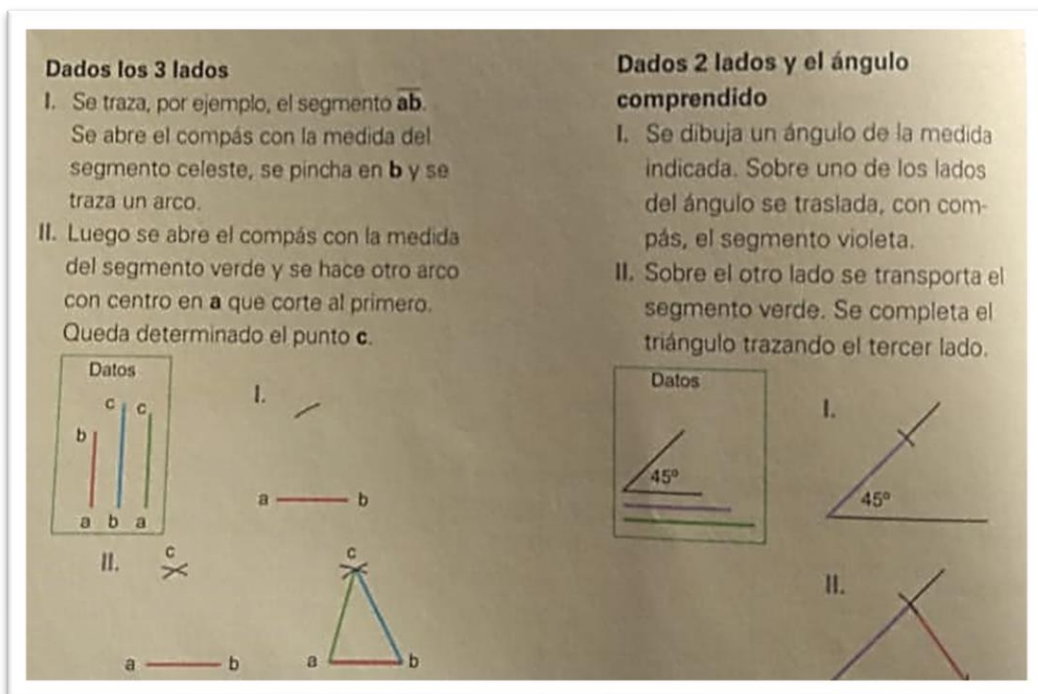 Dados los 3 lados
I. Se traza, por ejemplo, el segmento ab.
Se abre el compás con la medida del
segmento celeste, se pincha en b y se
traza un arco.
II. Luego se abre el compás con la medida
del segmento verde y se hace otro arco
con centro en a que corte al primero.
Queda determinado el punto c.
Datos
c c
b
a b a
I.
a b
II.
c
a b
c
a b
Dados 2 lados y el ángulo
comprendido
I. Se dibuja un ángulo de la medida
indicada. Sobre uno de los lados
del ángulo se traslada, con com-
pás, el segmento violeta.
II. Sobre el otro lado se transporta el
segmento verde. Se completa el
triángulo trazando el tercer lado.
Datos
45°
I.
45°
II.